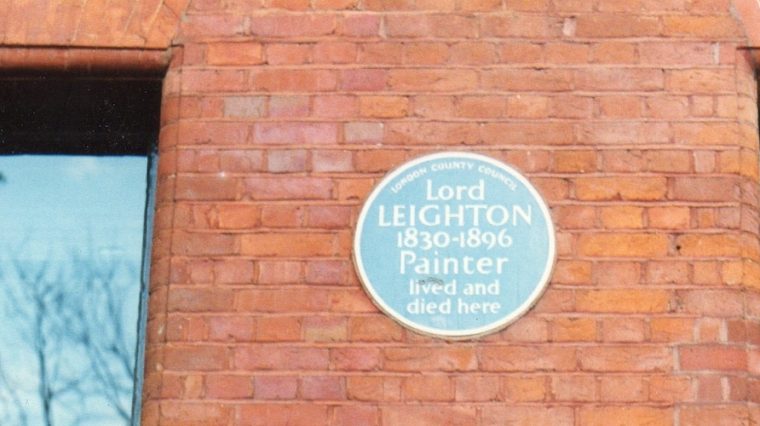 LONDON COUNTY COUNCIL
Lord
LEIGHTON
1830-1896
Painter
lived and
died here